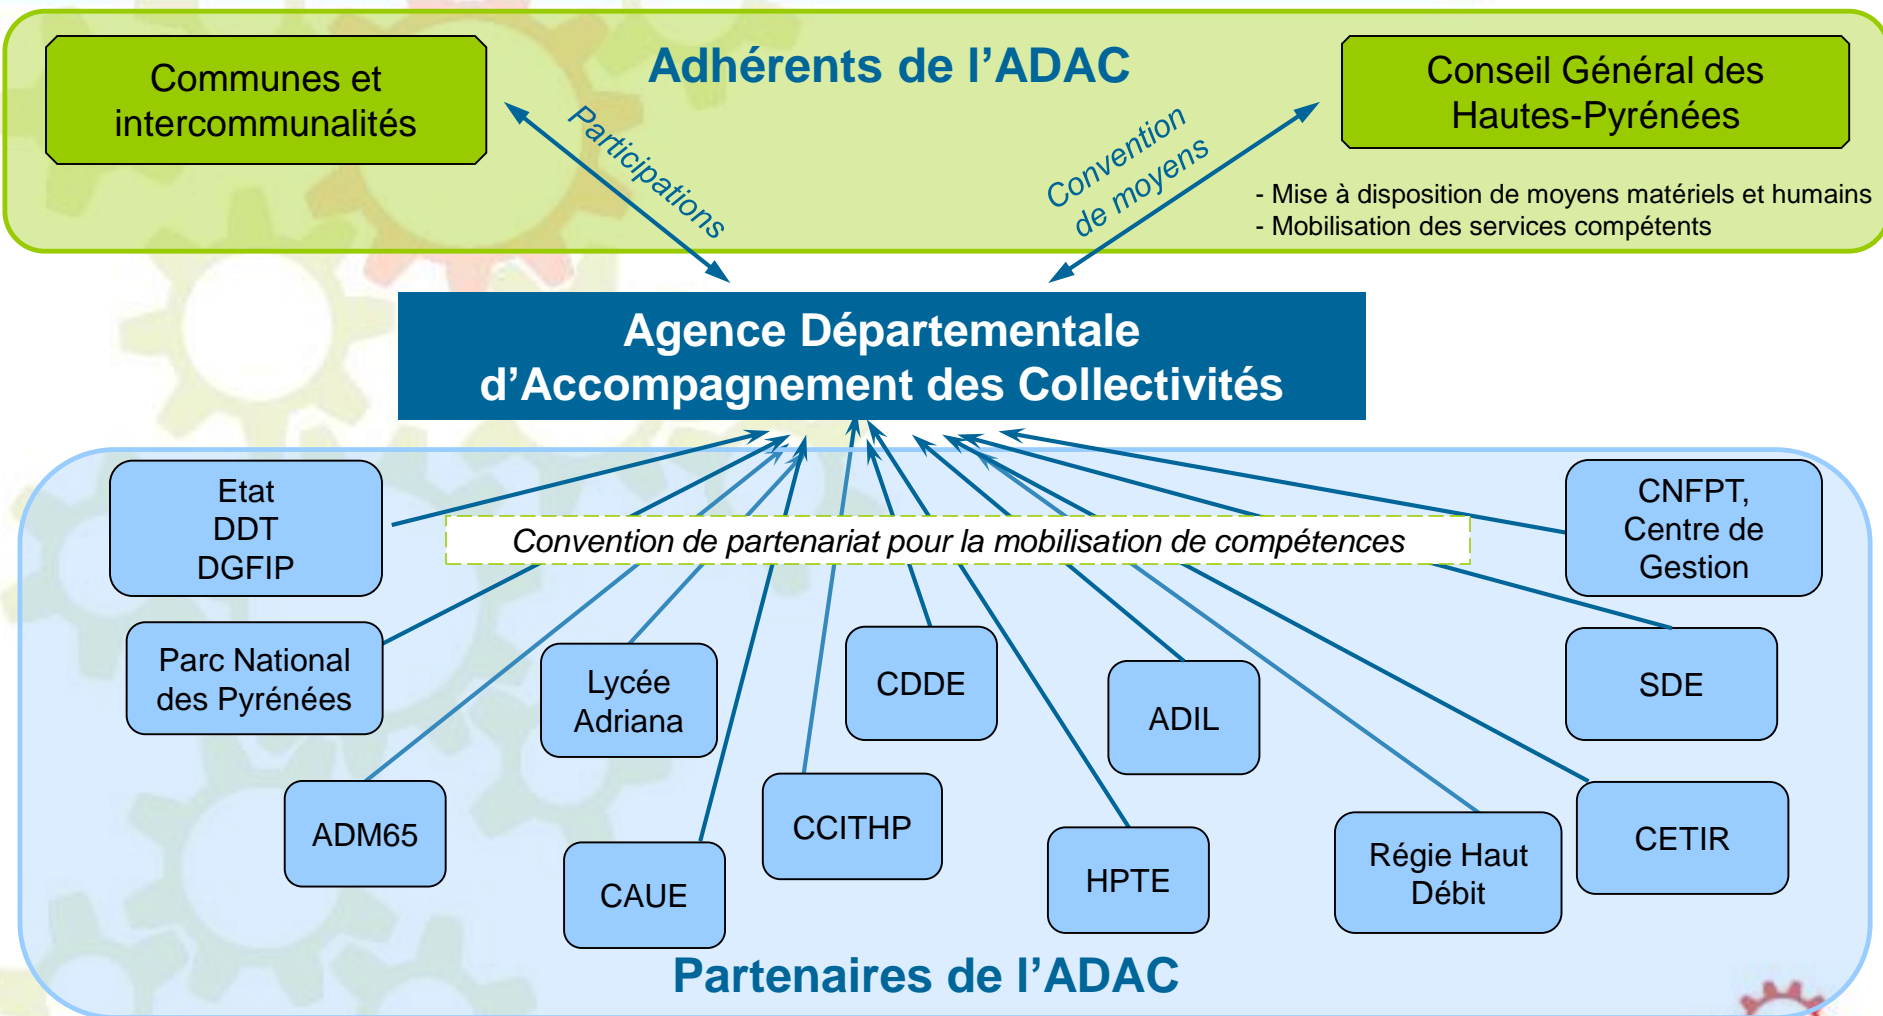 Adhérents de l’ADAC
Communes et
intercommunalités
Conseil Général des
Hautes-Pyrénées
Participations
Convention
de moyens
- Mise à disposition de moyens matériels et humains
- Mobilisation des services compétents
Agence Départementale
d’Accompagnement des Collectivités
Etat
DDT
DGFIP
CNFPT,
Centre de
Gestion
Convention de partenariat pour la mobilisation de compétences
Parc National
des Pyrénées
Lycée
Adriana
CDDE
ADIL
SDE
ADM65
CAUE
CCITHP
HPTE
Régie Haut
Débit
CETIR
Partenaires de l’ADAC